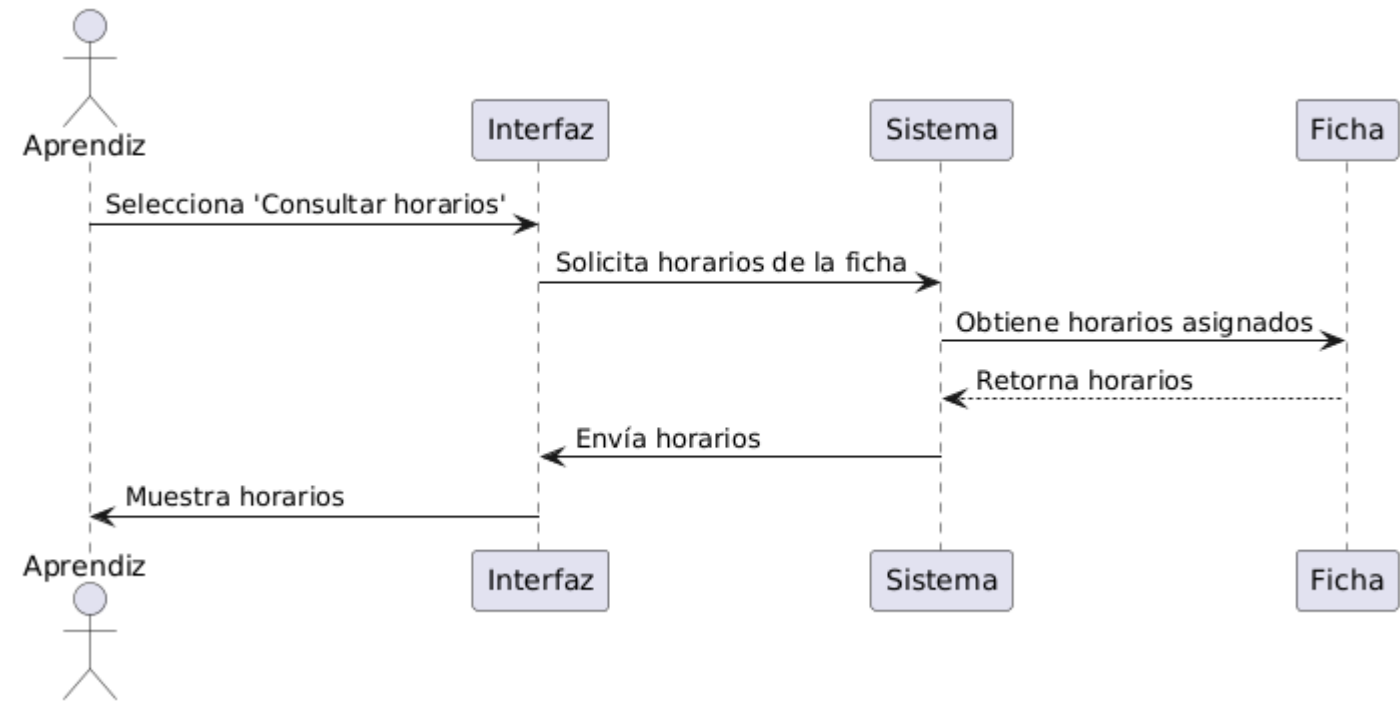 Aprendiz
Interfaz
Sistema
Ficha
Selecciona 'Consultar horarios'
Solicita horarios de la ficha
Obtiene horarios asignados
Retorna horarios
Envía horarios
Muestra horarios
Aprendiz
Interfaz
Sistema
Ficha